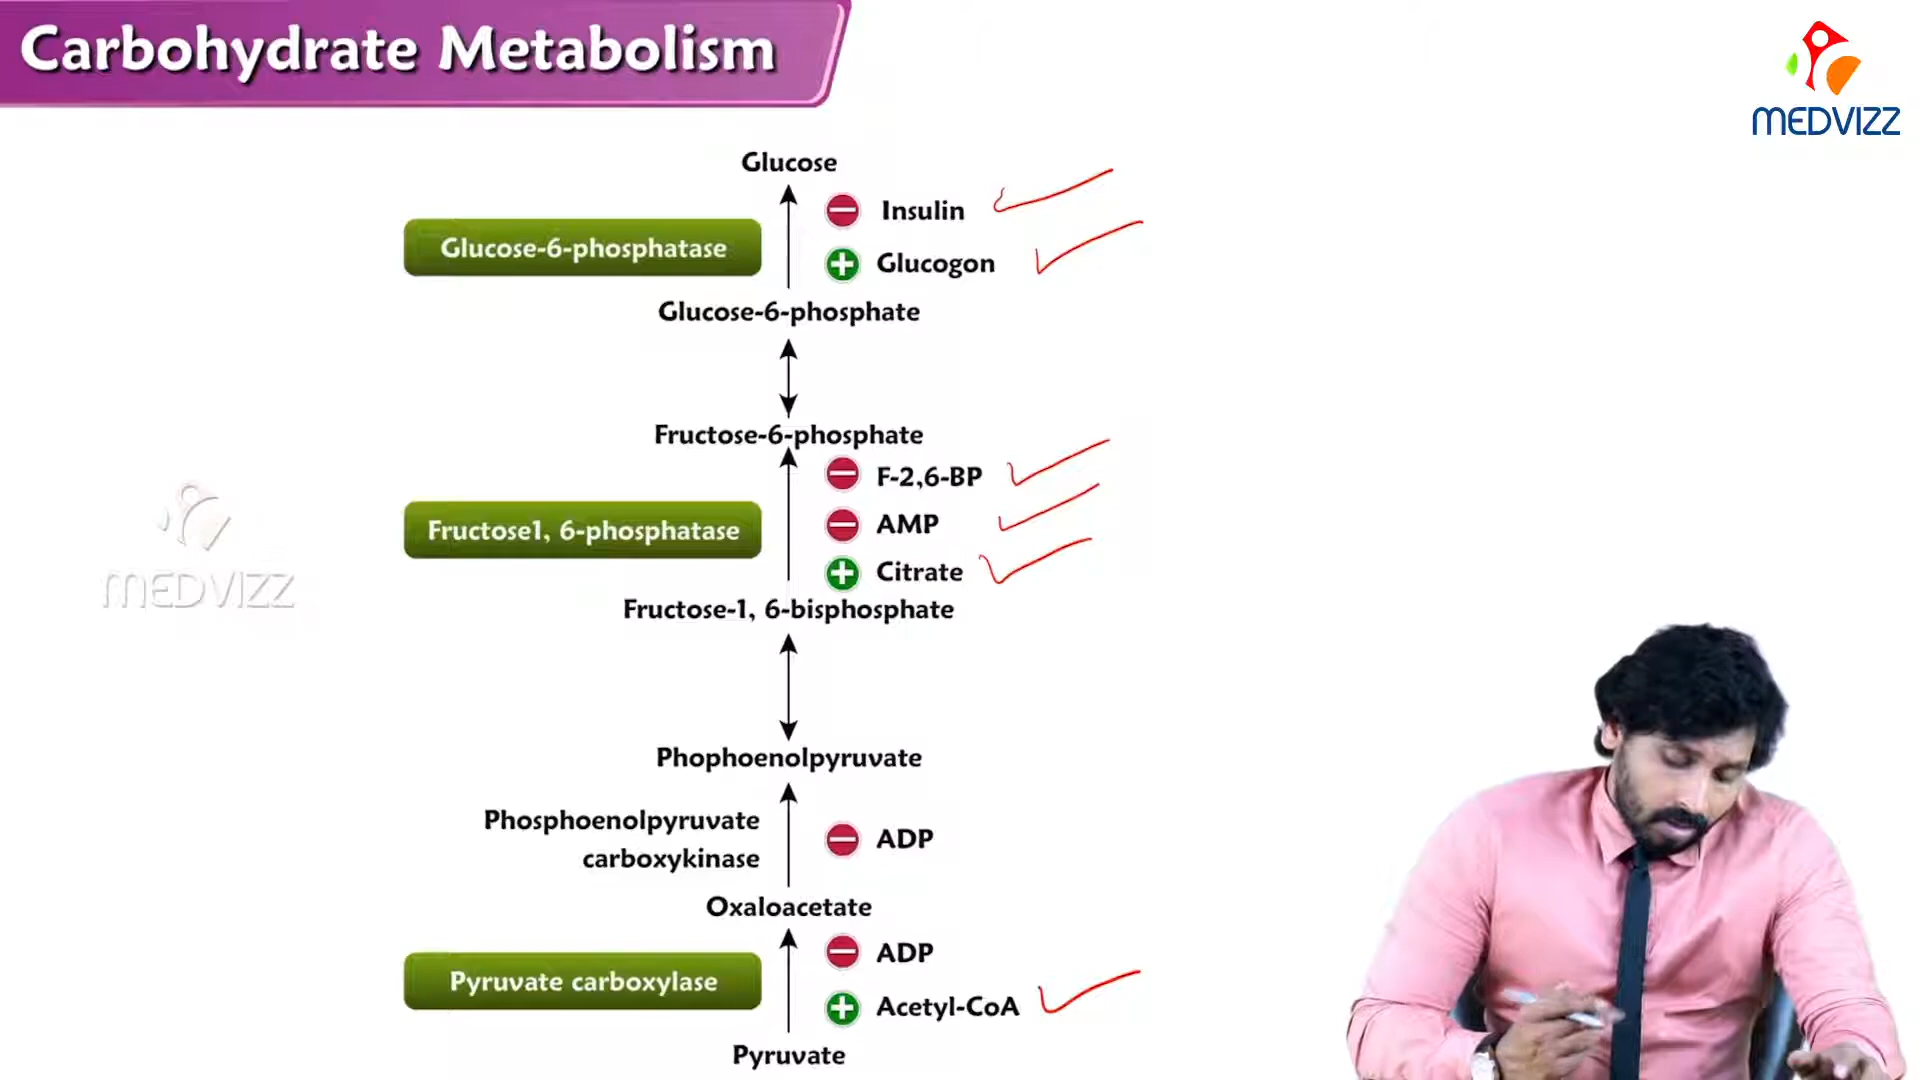 Carbohydrate Metabolism
MEDVIZZ
Glucose
Insulin
Glucose-6-phosphatase
Glucogon
Glucose-6-phosphate
Fructose-6-phosphate
F-2,6-BP
Fructose1, 6-phosphatase
AMP
Citrate
MEDVIZZ
Fructose-1, 6-bisphosphate
Phophoenolpyruvate
Phosphoenolpyruvate
carboxykinase
ADP
Oxaloacetate
ADP
Pyruvate carboxylase
Acetyl-CoA
Pyruvate